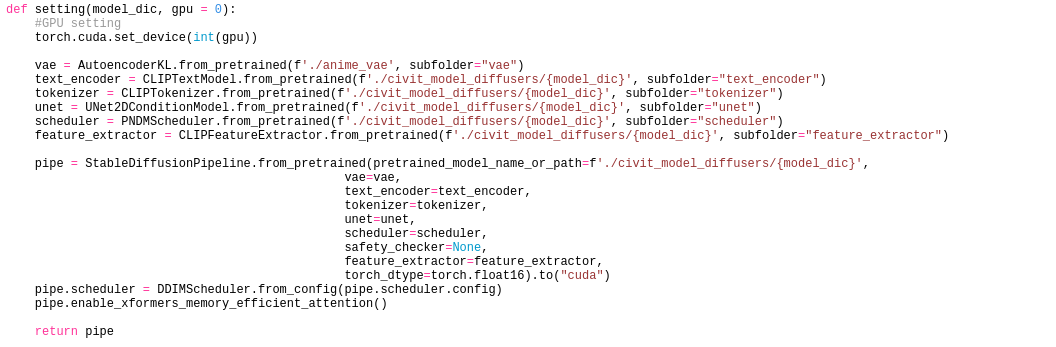 def setting(model_dic, gpu = 0):
    #GPU setting
    torch.cuda.set_device(int(gpu))

    vae = AutoencoderKL.from_pretrained(f'./anime_vae', subfolder="vae")
    text_encoder = CLIPTextModel.from_pretrained(f'./civit_model_diffusers/{model_dic}', subfolder="text_encoder")
    tokenizer = CLIPTokenizer.from_pretrained(f'./civit_model_diffusers/{model_dic}', subfolder="tokenizer")
    unet = UNet2DConditionModel.from_pretrained(f'./civit_model_diffusers/{model_dic}', subfolder="unet")
    scheduler = PNDMScheduler.from_pretrained(f'./civit_model_diffusers/{model_dic}', subfolder="scheduler")
    feature_extractor = CLIPFeatureExtractor.from_pretrained(f'./civit_model_diffusers/{model_dic}', subfolder="feature_extractor")

    pipe = StableDiffusionPipeline.from_pretrained(pretrained_model_name_or_path=f'./civit_model_diffusers/{model_dic}',
                                               vae=vae,
                                               text_encoder=text_encoder,
                                               tokenizer=tokenizer,
                                               unet=unet,
                                               scheduler=scheduler,
                                               safety_checker=None,
                                               feature_extractor=feature_extractor,
                                               torch_dtype=torch.float16).to("cuda")
    pipe.scheduler = DDIMScheduler.from_config(pipe.scheduler.config)
    pipe.enable_xformers_memory_efficient_attention()

    return pipe